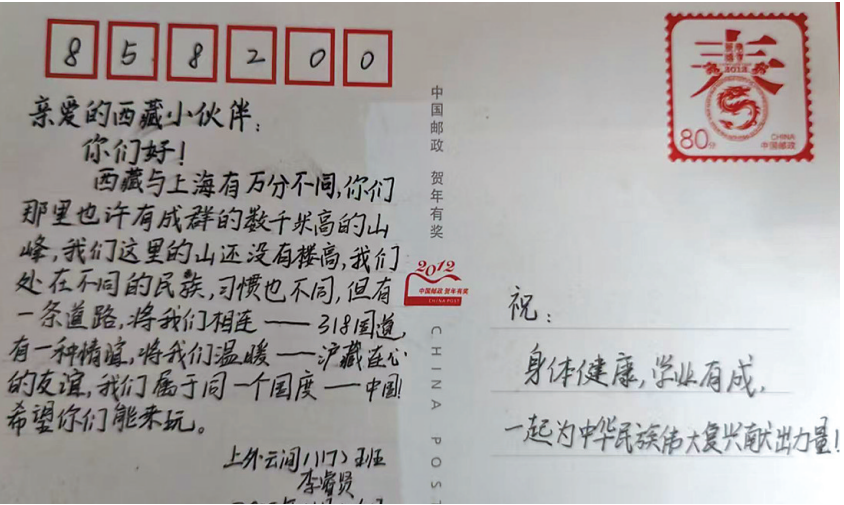 858200
亲爱的西藏小伙伴：
你们好！
西藏与上海有万分不同，你们
那里也许有成群的数千米高的山
峰，我们这里的山还没有楼高，我们
处在不同的民族，习惯也不同，但有
一条道路，将我们相连——318国道，
有一种情谊，将我们温暖——沪藏连心
的友谊，我们属于同一个国度——中国！
希望你们能来玩。
上外云间(117)班
李睿贤
中国邮政 贺年有奖
2012
中国邮政 贺年有奖
CHINA POST
CHINA POST
春
2012
80分
CHINA
中国邮政
祝：
身体健康，学业有成，
一起为中华民族伟大复兴献出力量！